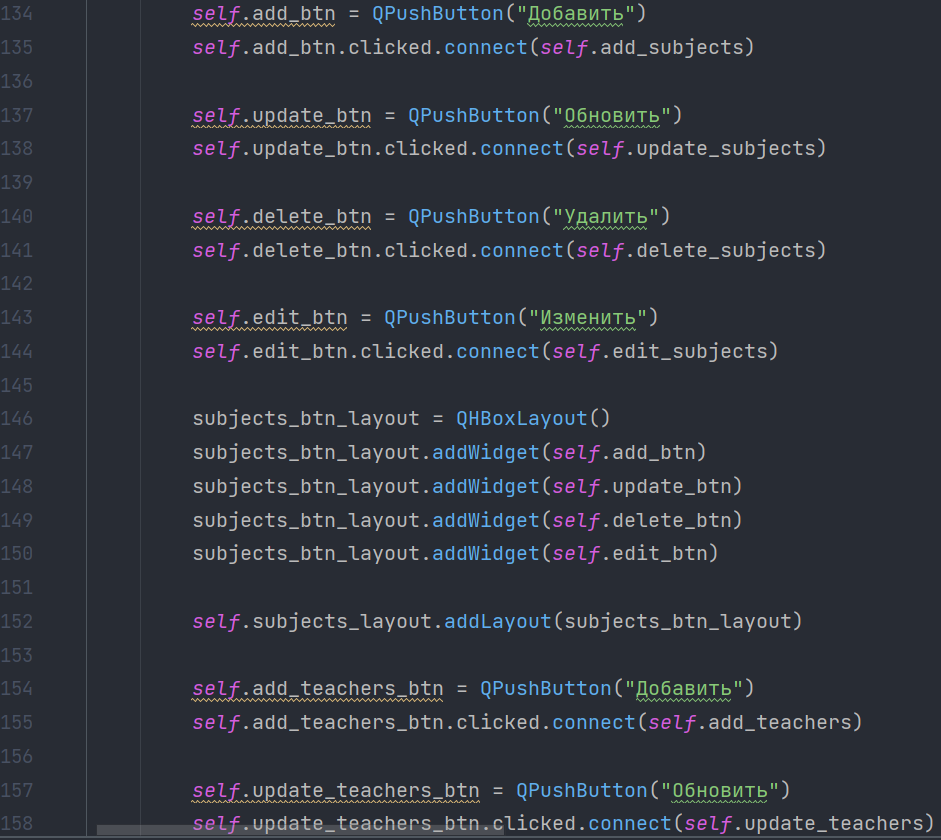 134 self.add_btn = QPushButton("Добавить")
135 self.add_btn.clicked.connect(self.add_subjects)
136
137 self.update_btn = QPushButton("Обновить")
138 self.update_btn.clicked.connect(self.update_subjects)
139
140 self.delete_btn = QPushButton("Удалить")
141 self.delete_btn.clicked.connect(self.delete_subjects)
142
143 self.edit_btn = QPushButton("Изменить")
144 self.edit_btn.clicked.connect(self.edit_subjects)
145
146 subjects_btn_layout = QHBoxLayout()
147 subjects_btn_layout.addWidget(self.add_btn)
148 subjects_btn_layout.addWidget(self.update_btn)
149 subjects_btn_layout.addWidget(self.delete_btn)
150 subjects_btn_layout.addWidget(self.edit_btn)
151
152 self.subjects_layout.addLayout(subjects_btn_layout)
153
154 self.add_teachers_btn = QPushButton("Добавить")
155 self.add_teachers_btn.clicked.connect(self.add_teachers)
156
157 self.update_teachers_btn = QPushButton("Обновить")
158 self.update_teachers_btn.clicked.connect(self.update_teachers)